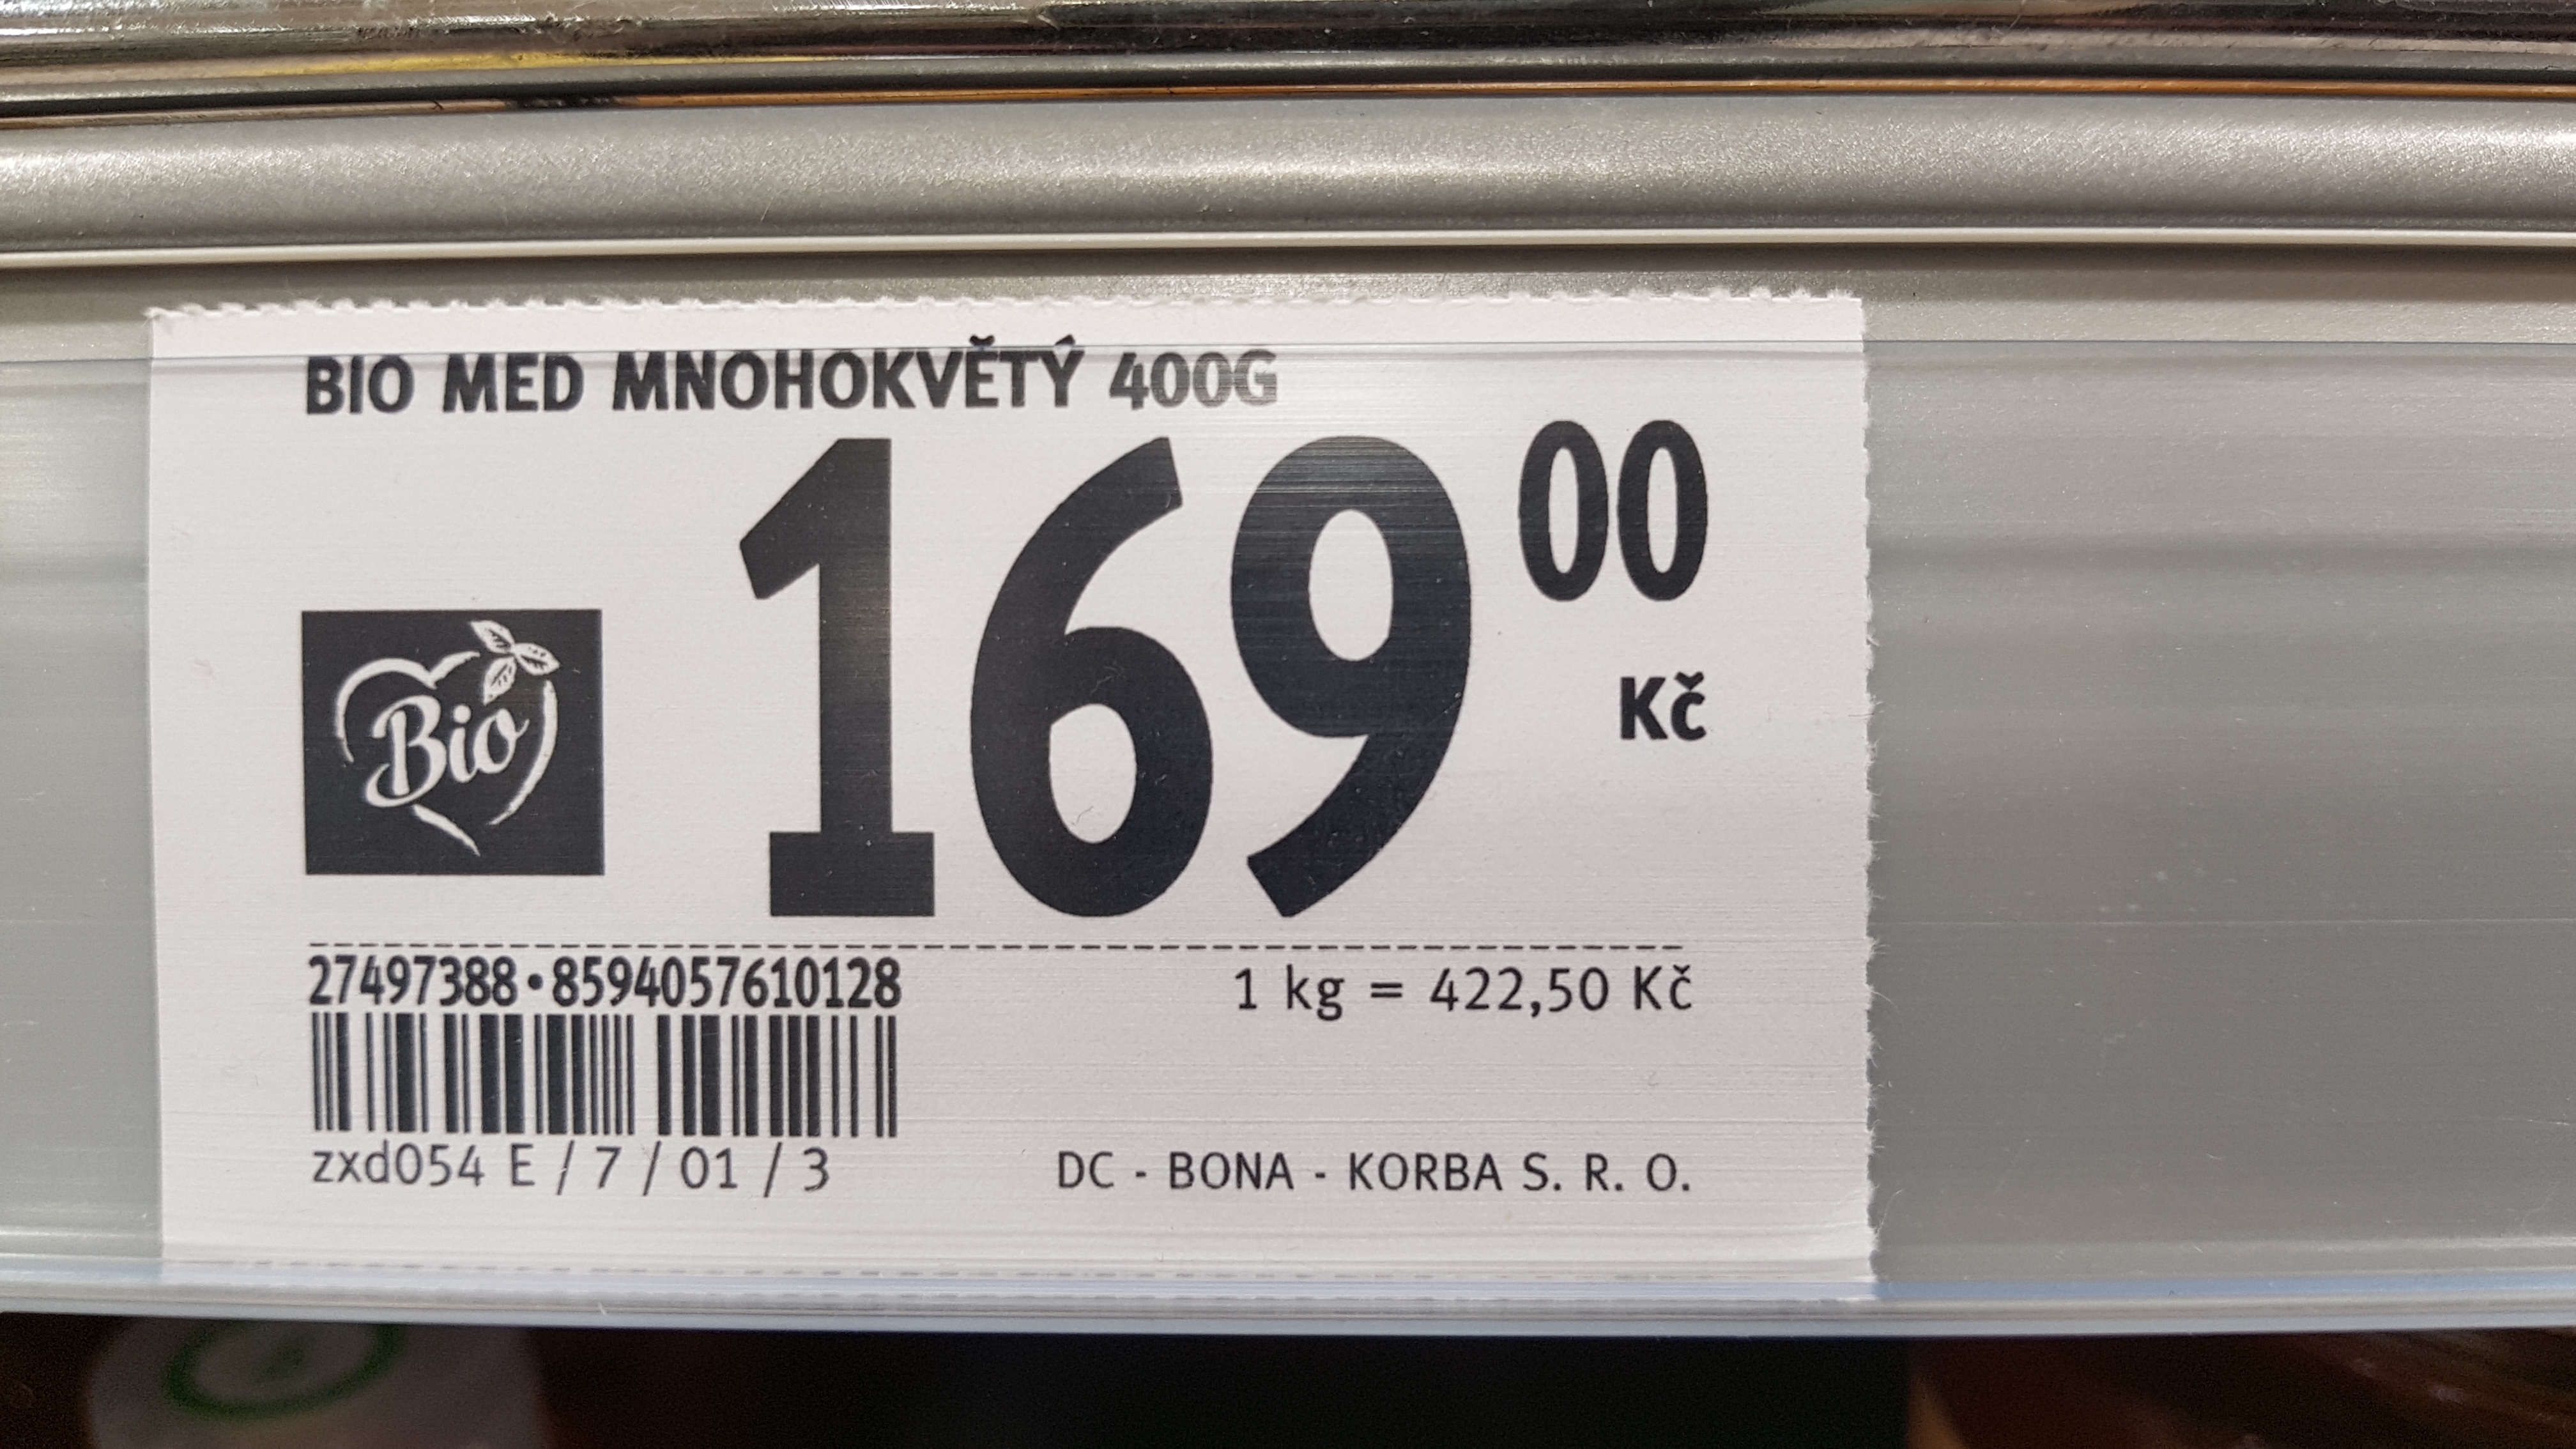 BIO MED MNOHOKVĚTÝ 400G
169 00
Kč
Bio
27497388·8594057610128
1 kg = 422,50 Kč
zxd054 E / 7 / 01 / 3
DC - BONA - KORBA S. R. O.